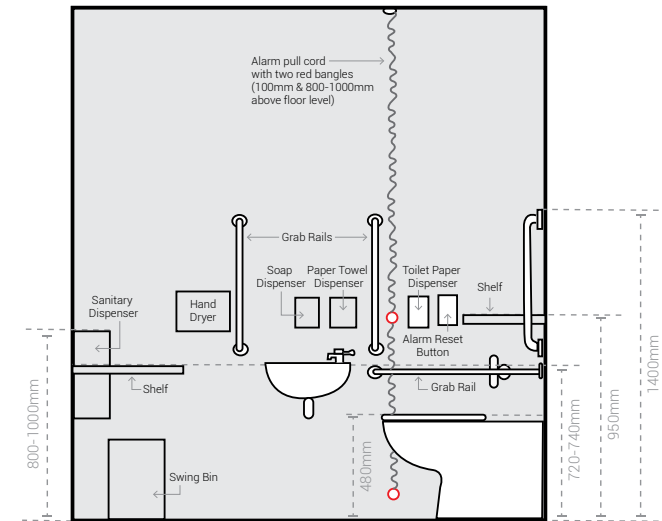 Alarm pull cord
with two red bangles
(100mm & 800-1000mm
above floor level)
Grab Rails
Soap
Dispenser
Paper Towel
Dispenser
Toilet Paper
Dispenser
Shelf
Sanitary
Dispenser
Hand
Dryer
Alarm Reset
Button
Shelf
Grab Rail
Swing Bin
800-1000mm
480mm
720-740mm
950mm
1400mm